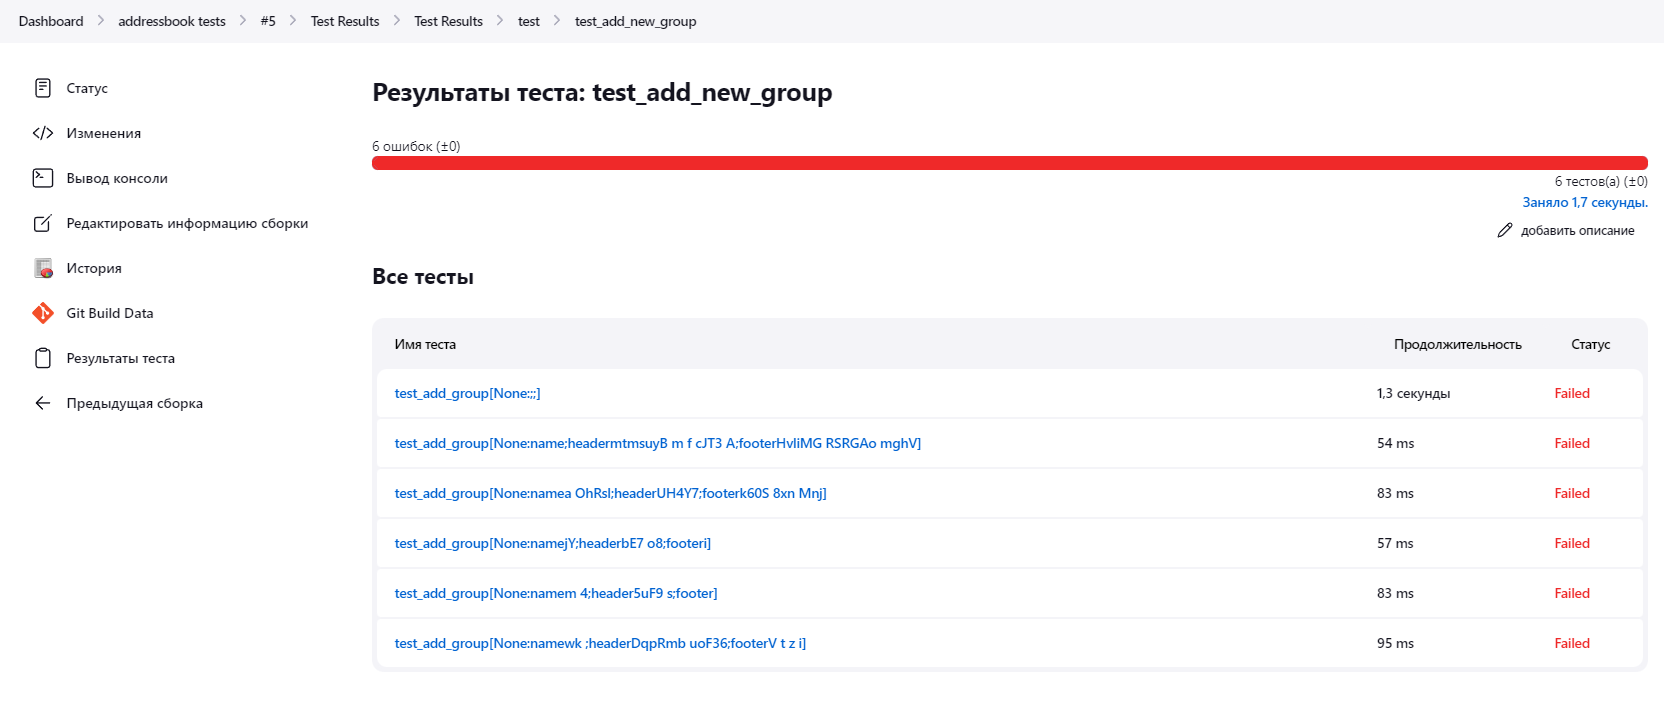 Dashboard > addressbook tests > #5 > Test Results > Test Results > test > test_add_new_group
Статус
Изменения
Вывод консоли
Редактировать информацию сборки
История
Git Build Data
Результаты теста
Предыдущая сборка
Результаты теста: test_add_new_group
6 ошибок (±0)
6 тестов(а) (±0)
Заняло 1,7 секунды.
добавить описание
Все тесты
Имя теста Продолжительность Статус
test_add_group[None:;;] 1,3 секунды Failed
test_add_group[None:name;headermtmsuyB m f cJT3 A;footerHvliMG RSRGAo mghV] 54 ms Failed
test_add_group[None:namea OhRsl;headerUH4Y7;footerk60S 8xn Mnj] 83 ms Failed
test_add_group[None:namejY;headerbE7 o8;footeri] 57 ms Failed
test_add_group[None:namem 4;header5uF9 s;footer] 83 ms Failed
test_add_group[None:namewk ;headerDqpRmb uoF36;footerV t z i] 95 ms Failed